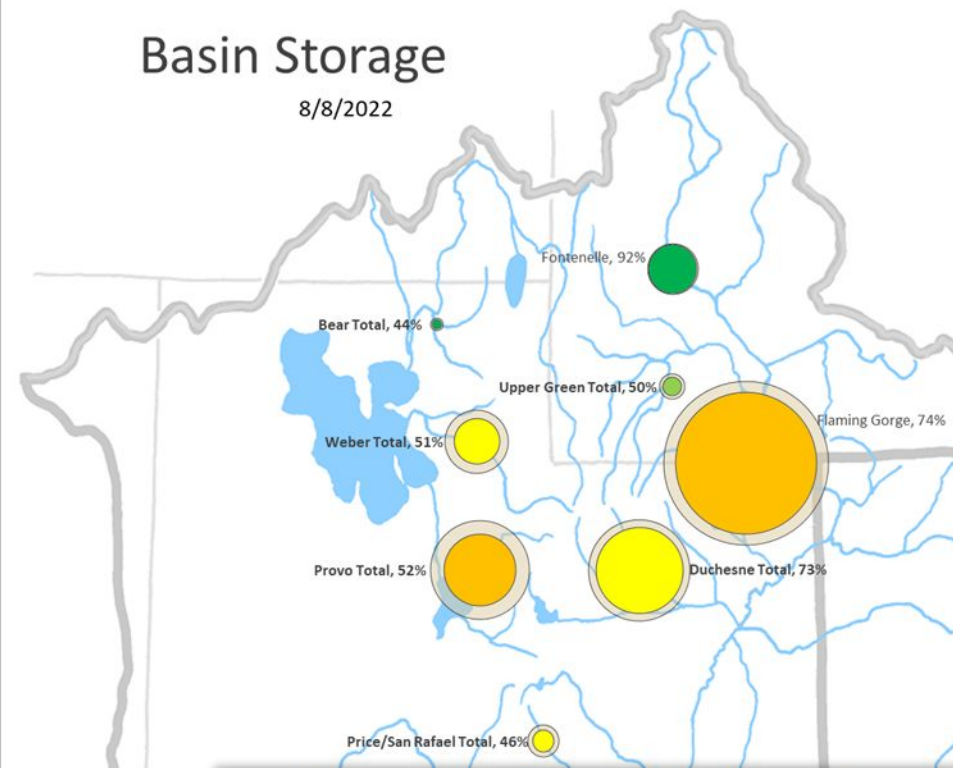 Basin Storage
8/8/2022
Fontenelle, 92%
Bear Total, 44%
Upper Green Total, 50%
Flaming Gorge, 74%
Weber Total, 51%
Provo Total, 52%
Duchesne Total, 73%
Price/San Rafael Total, 46%